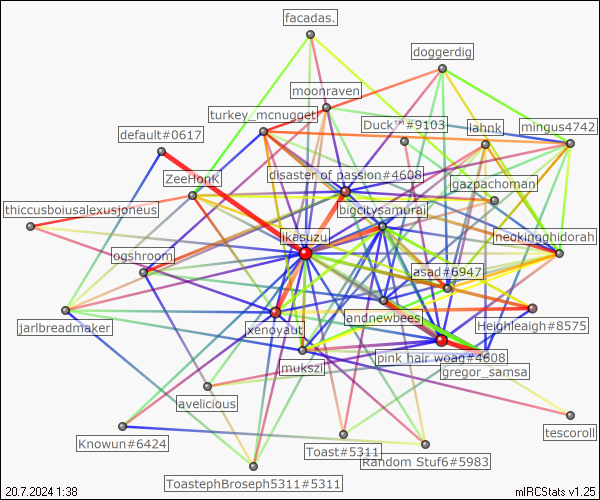 facadas.
doggerdig
moonraven
turkey_mcnugget
Duck™#9103
lahnk
mingus4742
default#0617
ZeeHonK
disaster of passion#4608
gazpachoman
thiccusboiusalexusjoneus
bigcitysamurai
ikasuzu
neokingghidorah
ogshroom
asad#6947
jarlbreadmaker
xenoyaut
andnewbees
Heighleigh#8575
pink hair woag#4608
mukszi
gregor_samsa
avelicious
tescoroll
Knowun#6424
Toast#5311
Random Stuf6#5983
ToastephBroseph5311#5311
20.7.2024 1:38
mIRCStats v1.25